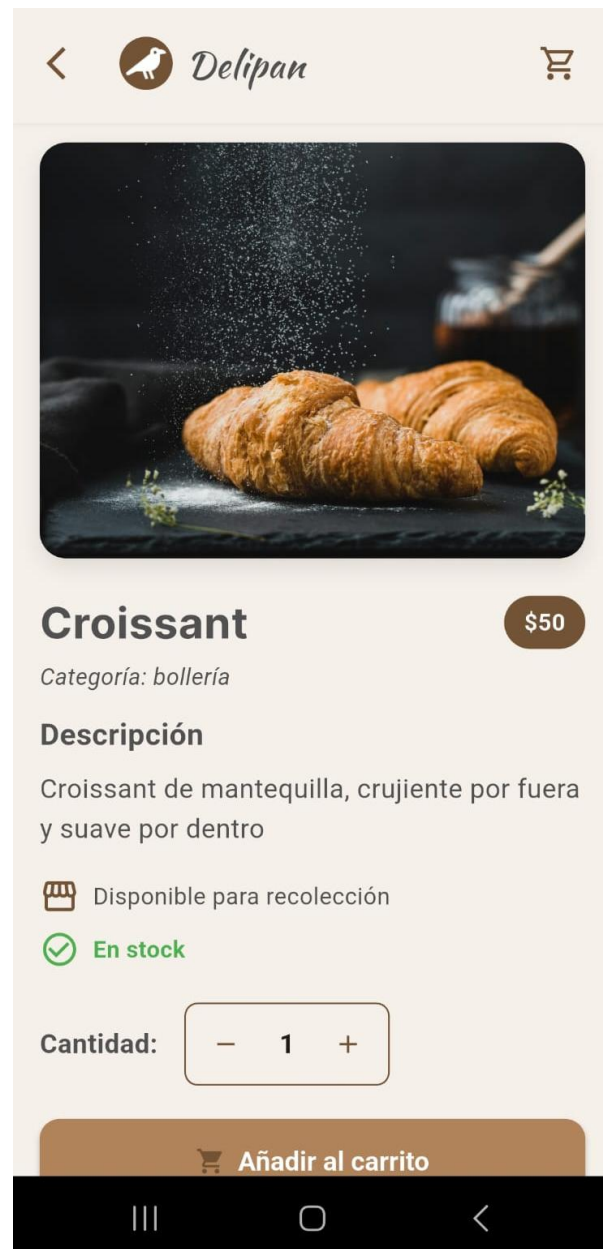 Delipan
Croissant
$50
Categoría: bollería
Descripción
Croissant de mantequilla, crujiente por fuera
y suave por dentro
Disponible para recolección
En stock
Cantidad:
1
Añadir al carrito